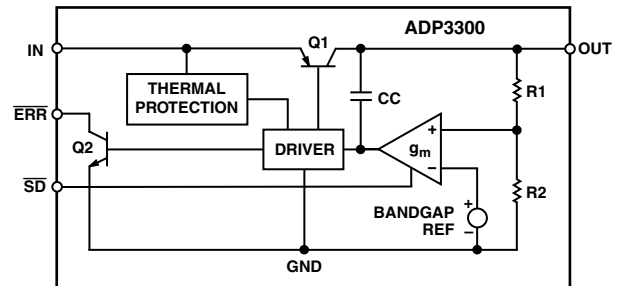 ADP3300
IN
Q1
OUT
THERMAL
PROTECTION
CC
R1
ERR
Q2
DRIVER
gm
+
−
SD
R2
BANDGAP
REF
+
−
GND